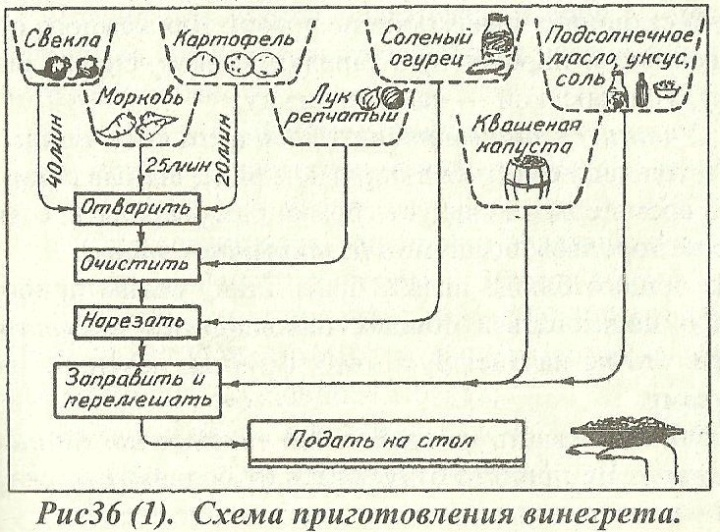 Свекла
Картофель
Соленый
огурец
Подсолнечное
масло, уксус,
соль
Морковь
Лук
репчатый
Квашеная
капуста
40мин
25мин
20мин
Отварить
Очистить
Нарезать
Заправить и
перемешать
Подать на стол
Рис36 (1). Схема приготовления винегрета.